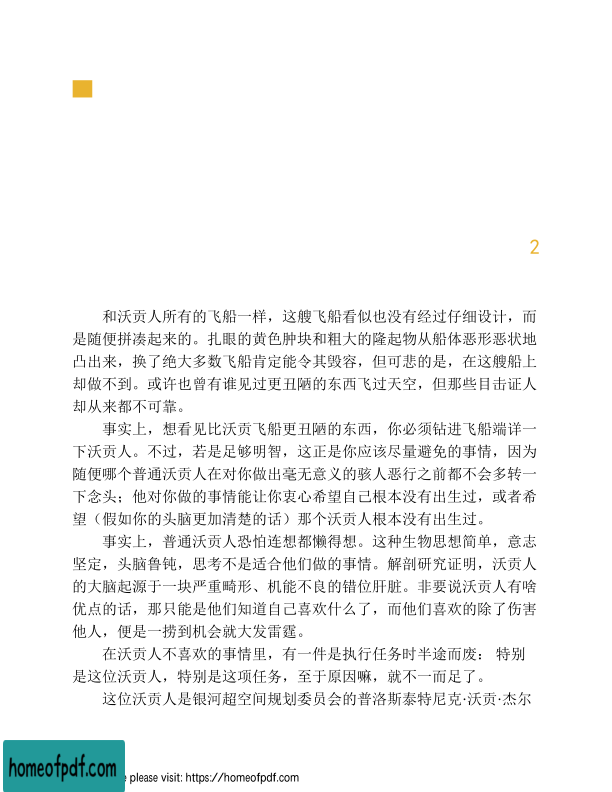 2
和沃贡人所有的飞船一样，这艘飞船看似也没有经过仔细设计，而
是随便拼凑起来的。扎眼的黄色肿块和粗大的隆起物从船体恶形恶状地
凸出来，换了绝大多数飞船肯定能令其毁容，但可悲的是，在这艘船上
却做不到。或许也曾有谁见过更丑陋的东西飞过天空，但那些目击证人
却从来都不可靠。
事实上，想看见比沃贡飞船更丑陋的东西，你必须钻进飞船端详一
下沃贡人。不过，若是足够明智，这正是你应该尽量避免的事情，因为
随便哪个普通沃贡人在对你做出毫无意义的骇人恶行之前都不会多转一
下念头；他对你做的事情能让你衷心希望自己根本没有出生过，或者希
望（假如你的头脑更加清楚的话）那个沃贡人根本没有出生过。
事实上，普通沃贡人恐怕连想都懒得想。这种生物思想简单，意志
坚定，头脑鲁钝，思考不是适合他们做的事情。解剖研究证明，沃贡人
的大脑起源于一块严重畸形、机能不良的错位肝脏。非要说沃贡人有啥
优点的话，那只能是他们知道自己喜欢什么了，而他们喜欢的除了伤害
他人，便是一捞到机会就大发雷霆。
在沃贡人不喜欢的事情里，有一件是执行任务时半途而废： 特别
是这位沃贡人，特别是这项任务，至于原因嘛，就不一而足了。
这位沃贡人是银河超空间规划委员会的普洛斯泰特尼克·沃贡·杰尔
homeofpdf.com
please visit: https://homeofpdf.com